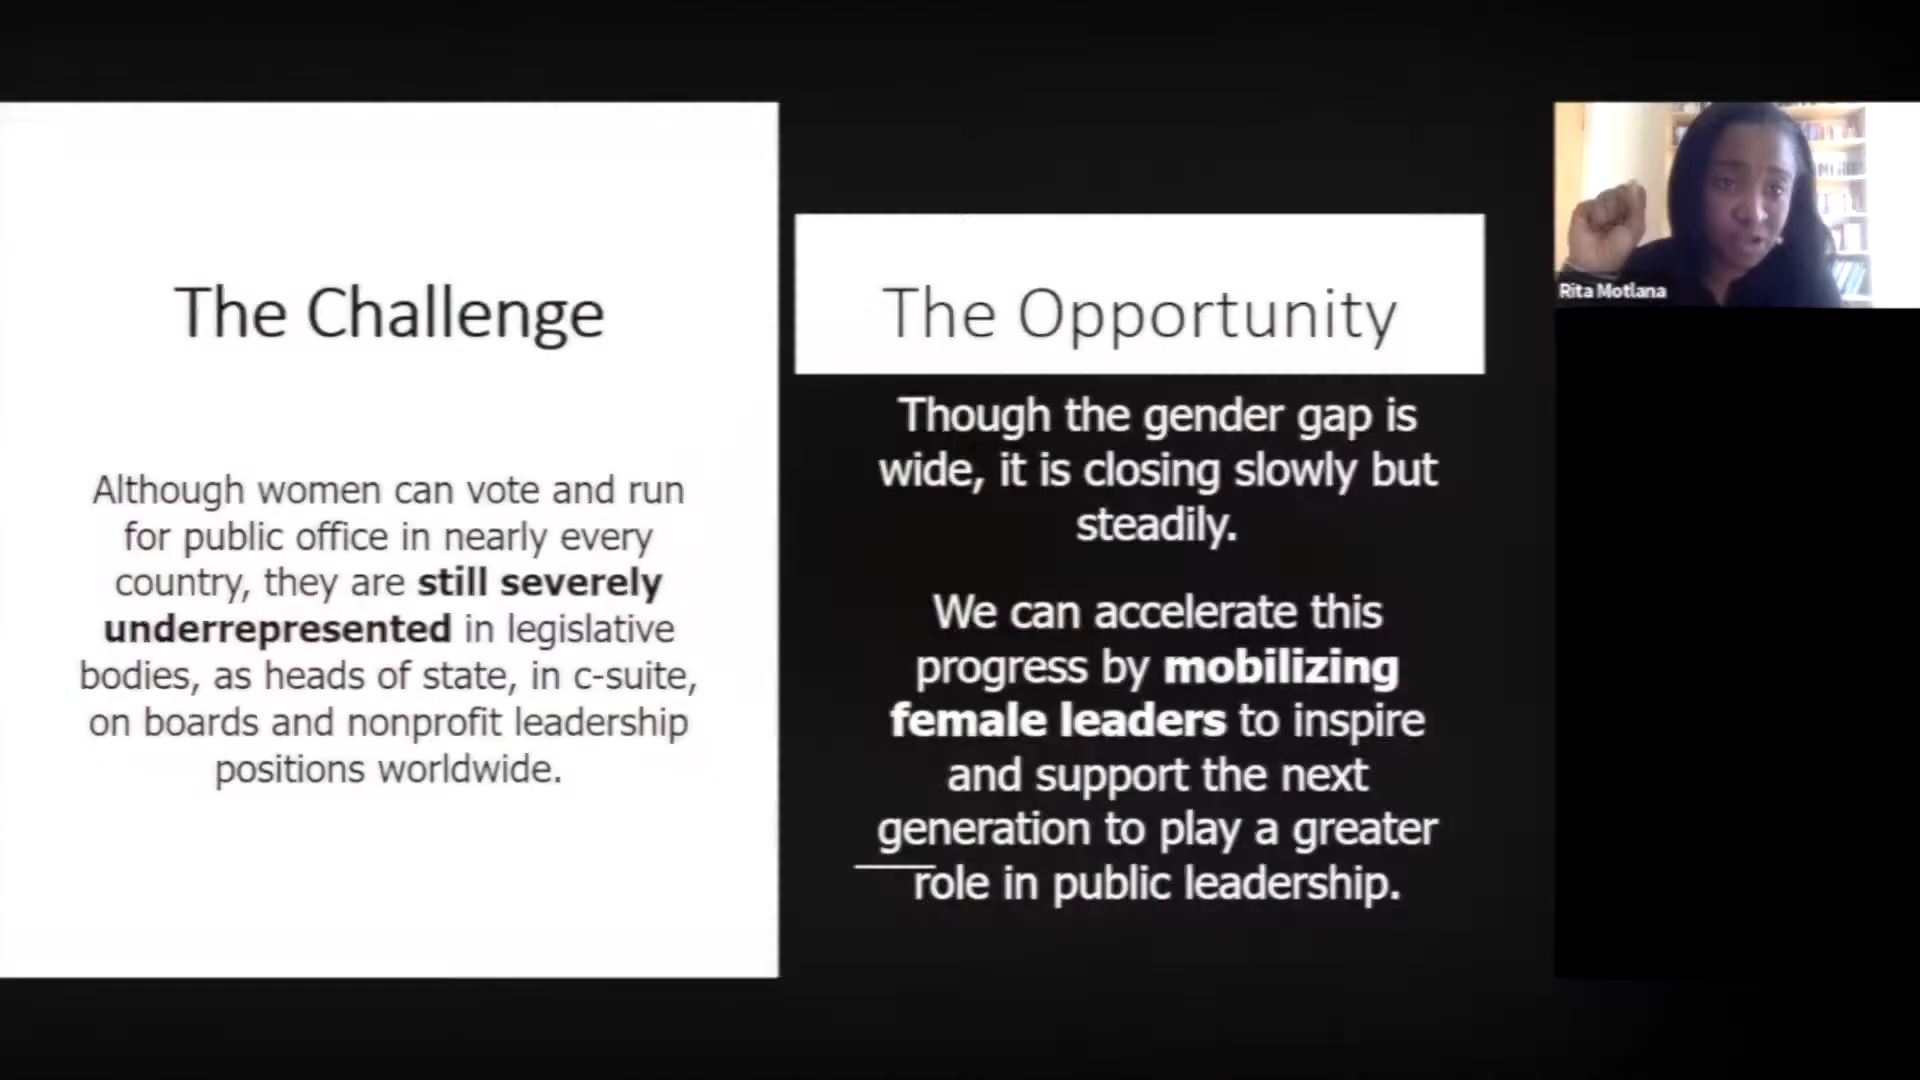 The Challenge
Although women can vote and run
for public office in nearly every
country, they are still severely
underrepresented in legislative
bodies, as heads of state, in c-suite,
on boards and nonprofit leadership
positions worldwide.
The Opportunity
Though the gender gap is
wide, it is closing slowly but
steadily.
We can accelerate this
progress by mobilizing
female leaders to inspire
and support the next
generation to play a greater
role in public leadership.
Rita Motlana